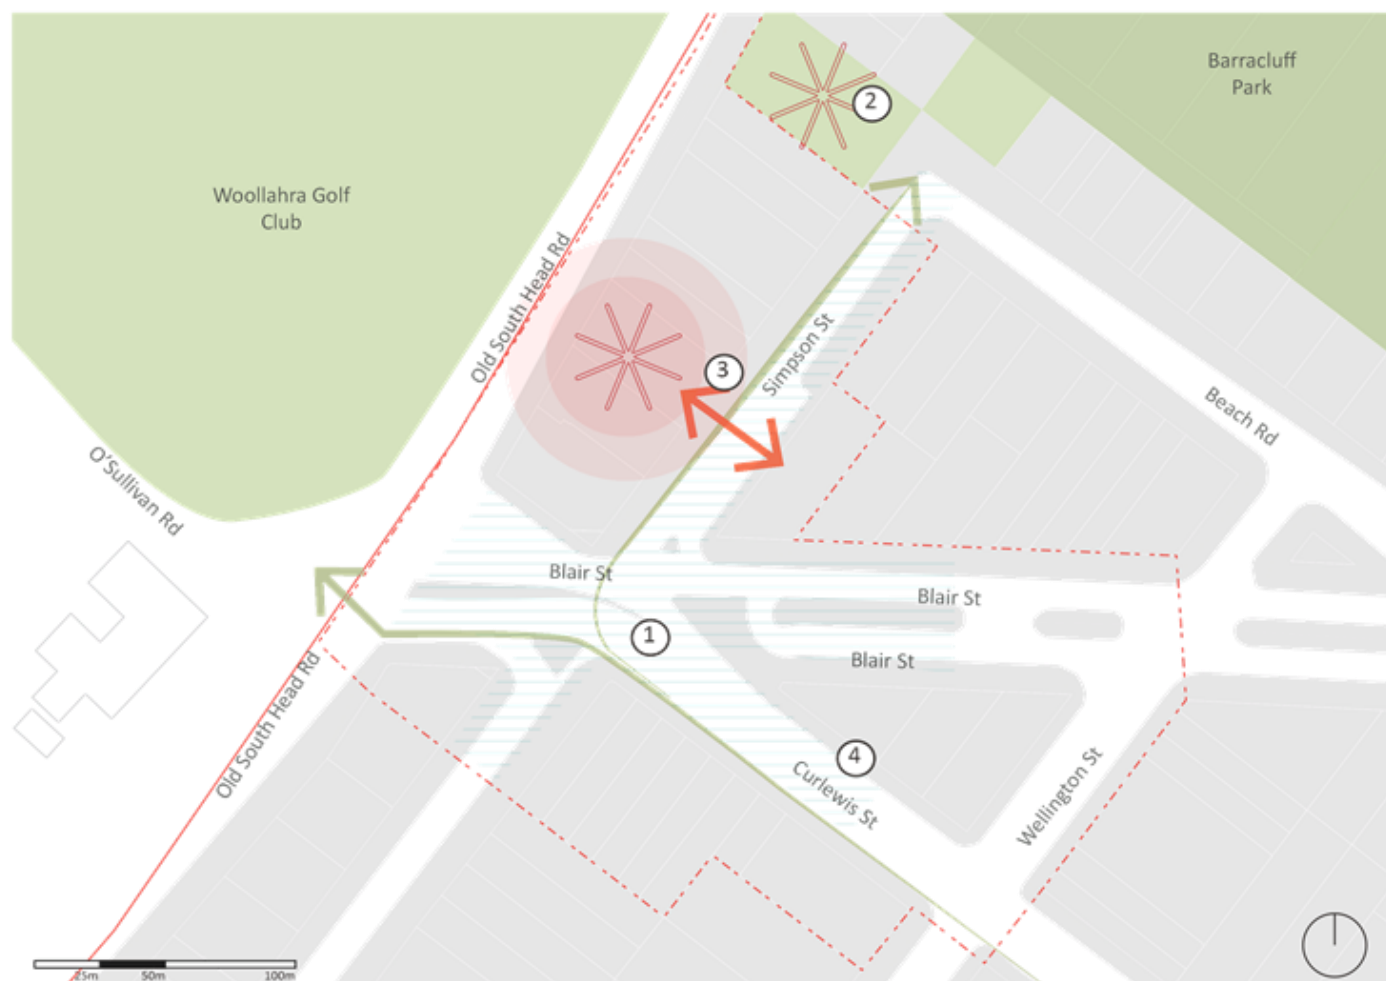 Barracluff
Park
2
Woollahra Golf
Club
Old South Head Rd
Simpson St
3
Beach Rd
O'Sullivan Rd
Blair St
Blair St
1
Blair St
Old South Head Rd
4
Curlewis St
Wellington St
25m
50m
100m